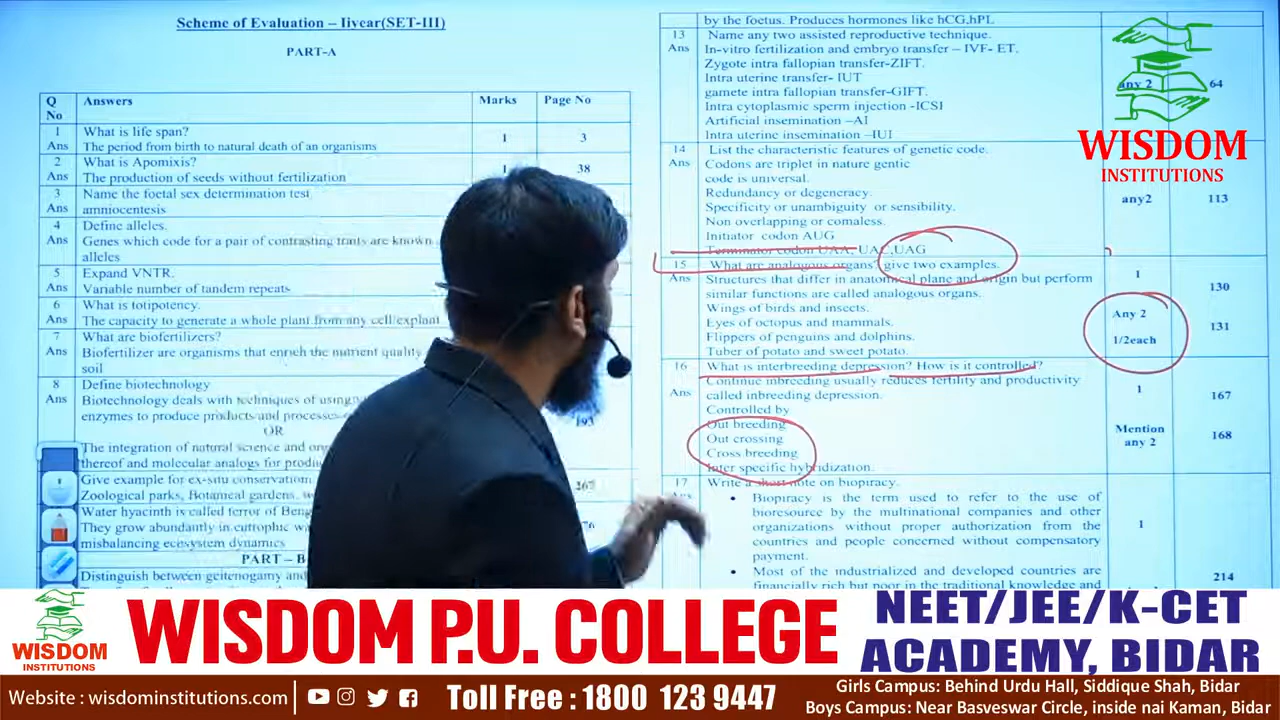 Scheme of Evaluation – Iiyear(SET-III)
PART-A
Q No Answers Marks Page No
1 What is life span?
Ans The period from birth to natural death of an organisms 1 3
2 What is Apomixis?
Ans The production of seeds without fertilization 1 38
3 Name the foetal sex determination test
Ans amniocentesis
4 Define alleles.
Ans Genes which code for a pair of contrasting traits are known
alleles
5 Expand VNTR.
Ans Variable number of tandem repeats
6 What is totipotency.
Ans The capacity to generate a whole plant from any cell/explant
7 What are biofertilizers?
Ans Biofertilizer are organisms that enrich the nutrient quality
soil
8 Define biotechnology
Ans Biotechnology deals with techniques of using
enzymes to produce products and processes 193
OR
The integration of natural science and
thereof and molecular analogs for
Give example for ex-situ conservation
Zoological parks, Botanical gardens,
Water hyacinth is called terror of
They grow abundantly in eutrophic
misbalancing ecosystem dynamics
PART – B
Distinguish between geitenogamy and
by the foetus. Produces hormones like hCG,hPL
13 Name any two assisted reproductive technique.
Ans In-vitro fertilization and embryo transfer – IVF- ET.
Zygote intra fallopian transfer-ZIFT.
Intra uterine transfer- IUT any 2 64
gamete intra fallopian transfer-GIFT.
Intra cytoplasmic sperm injection -ICSI
Artificial insemination –AI
Intra uterine insemination –IUI
14 List the characteristic features of genetic code.
Ans Codons are triplet in nature gentic
code is universal.
Redundancy or degeneracy. any2 113
Specificity or unambiguity or sensibility.
Non overlapping or comaless.
Initiator codon AUG
Terminator codon UAA, UAC,UAG
15 What are analogous organs? give two examples.
Ans Structures that differ in anatomical plane and origin but perform 1
similar functions are called analogous organs. 130
Wings of birds and insects.
Eyes of octopus and mammals. Any 2 131
Flippers of penguins and dolphins. 1/2each
Tuber of potato and sweet potato.
16 What is interbreeding depression? How is it controlled?
Ans Continue inbreeding usually reduces fertility and productivity 1
called inbreeding depression. 167
Controlled by
Out breeding Mention
Out crossing any 2 168
Cross breeding
Inter specific hybridization.
17 Write a short note on biopiracy.
Ans • Biopiracy is the term used to refer to the use of
bioresource by the multinational companies and other 1
organizations without proper authorization from the
countries and people concerned without compensatory
payment.
• Most of the industrialized and developed countries are 214
financially rich but poor in the traditional knowledge and
WISDOM
INSTITUTIONS
WISDOM
INSTITUTIONS
WISDOM P.U. COLLEGE
NEET/JEE/K-CET
ACADEMY, BIDAR
Website : wisdominstitutions.com
Toll Free : 1800 123 9447
Girls Campus: Behind Urdu Hall, Siddique Shah, Bidar
Boys Campus: Near Basveswar Circle, inside nai Kaman, Bidar